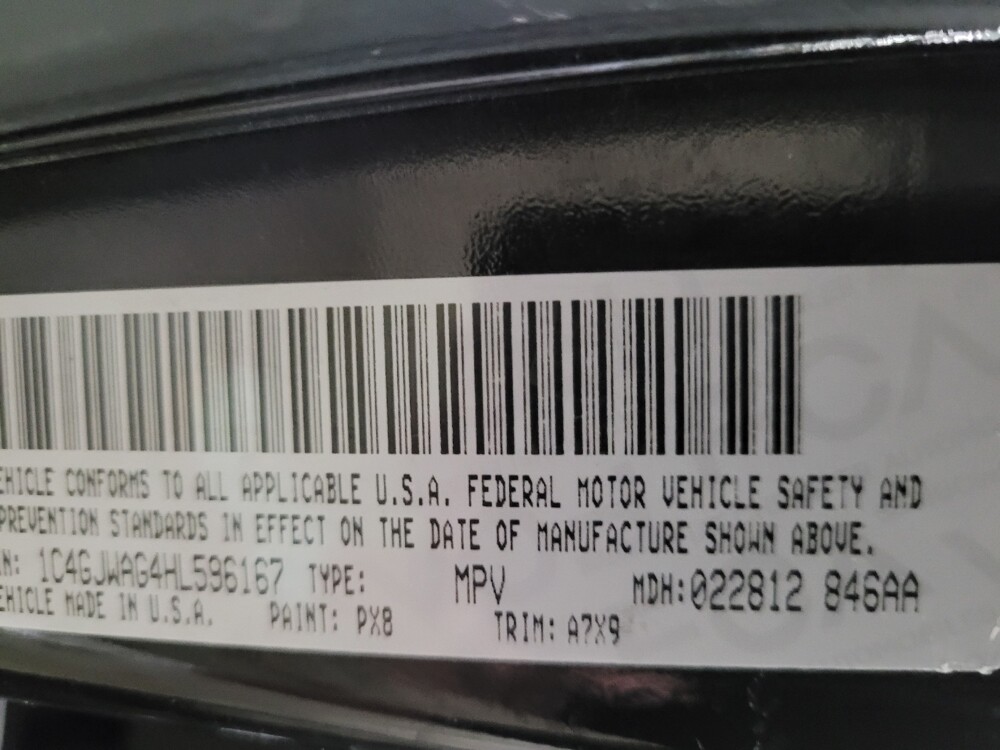 EHICLE CONFORMS TO ALL APPLICABLE U.S.A. FEDERAL MOTOR VEHICLE SAFETY AND
PREVENTION STANDARDS IN EFFECT ON THE DATE OF MANUFACTURE SHOWN ABOVE.
IN: 1C4GJWAG4HL596167 TYPE: MPV MDH:022812 846AA
EHICLE MADE IN U.S.A. PAINT: PX8 TRIM: A7X9